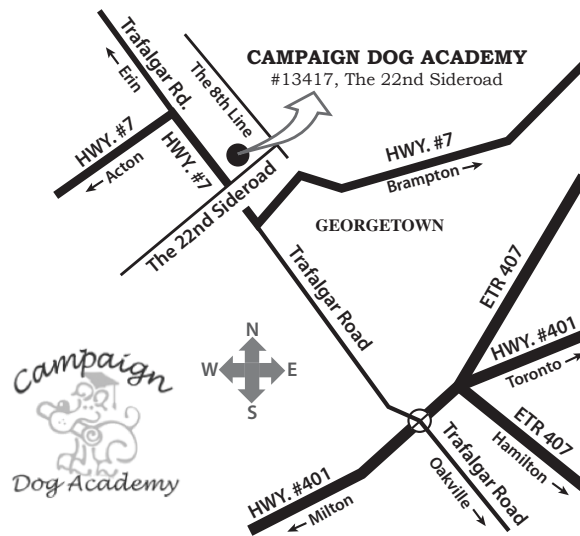 Trafalgar Rd.
← Erin
The 8th Line
CAMPAIGN DOG ACADEMY
#13417, The 22nd Sideroad
HWY. #7
← Acton
HWY. #7
The 22nd Sideroad
HWY. #7
Brampton →
GEORGETOWN
Trafalgar Road
ETR 407
HWY. #401
Toronto →
ETR 407
Hamilton →
N
W E
S
Campaign
Dog Academy
Trafalgar Road
Oakville →
HWY. #401
← Milton